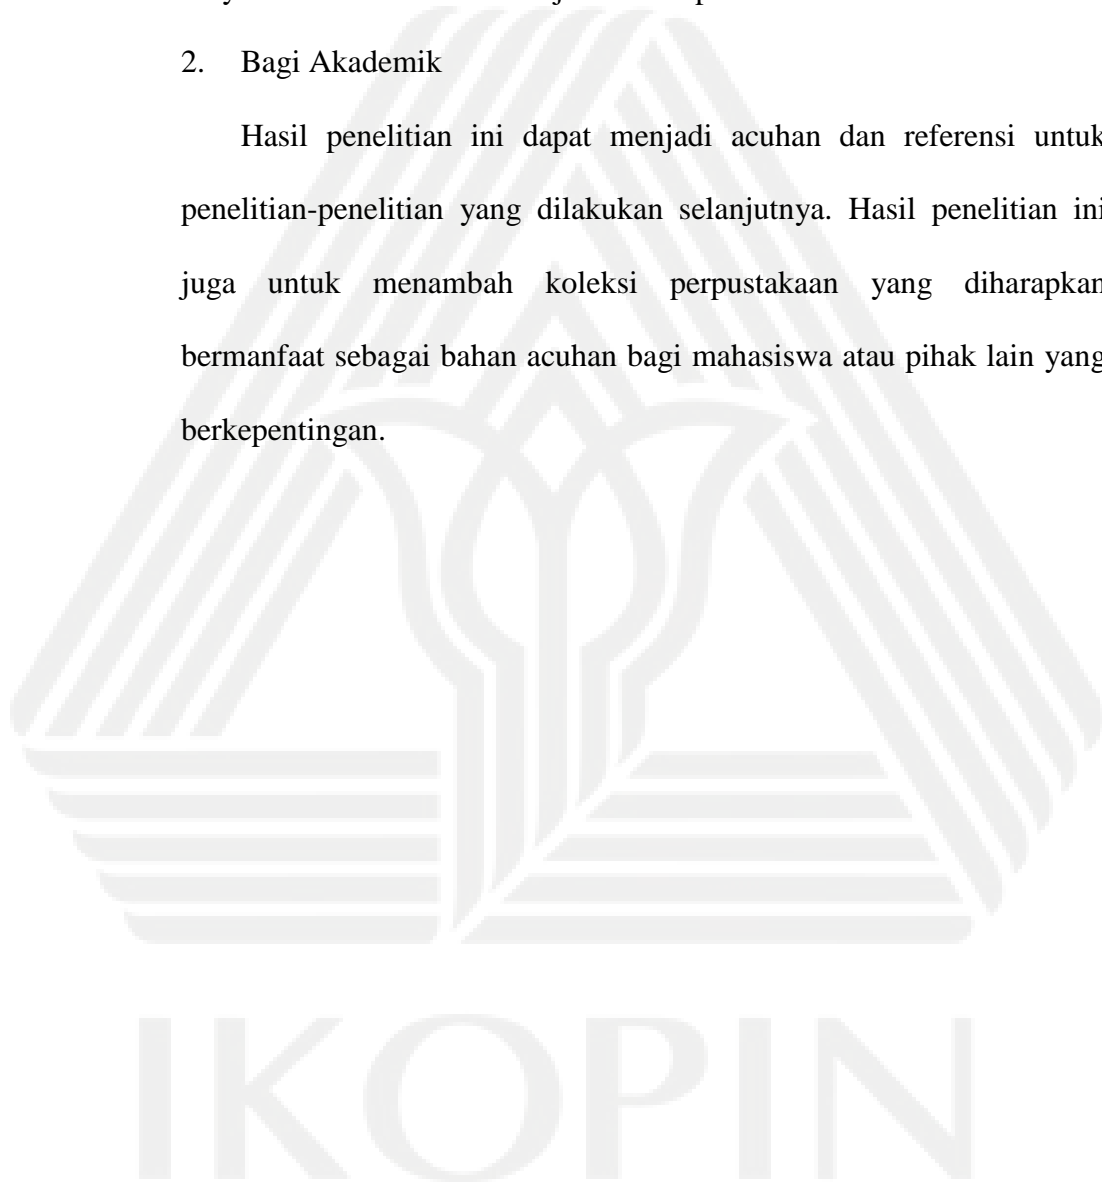 2. Bagi Akademik
Hasil penelitian ini dapat menjadi acuhan dan referensi untuk
penelitian-penelitian yang dilakukan selanjutnya. Hasil penelitian ini
juga untuk menambah koleksi perpustakaan yang diharapkan
bermanfaat sebagai bahan acuhan bagi mahasiswa atau pihak lain yang
berkepentingan.
IKOPIN